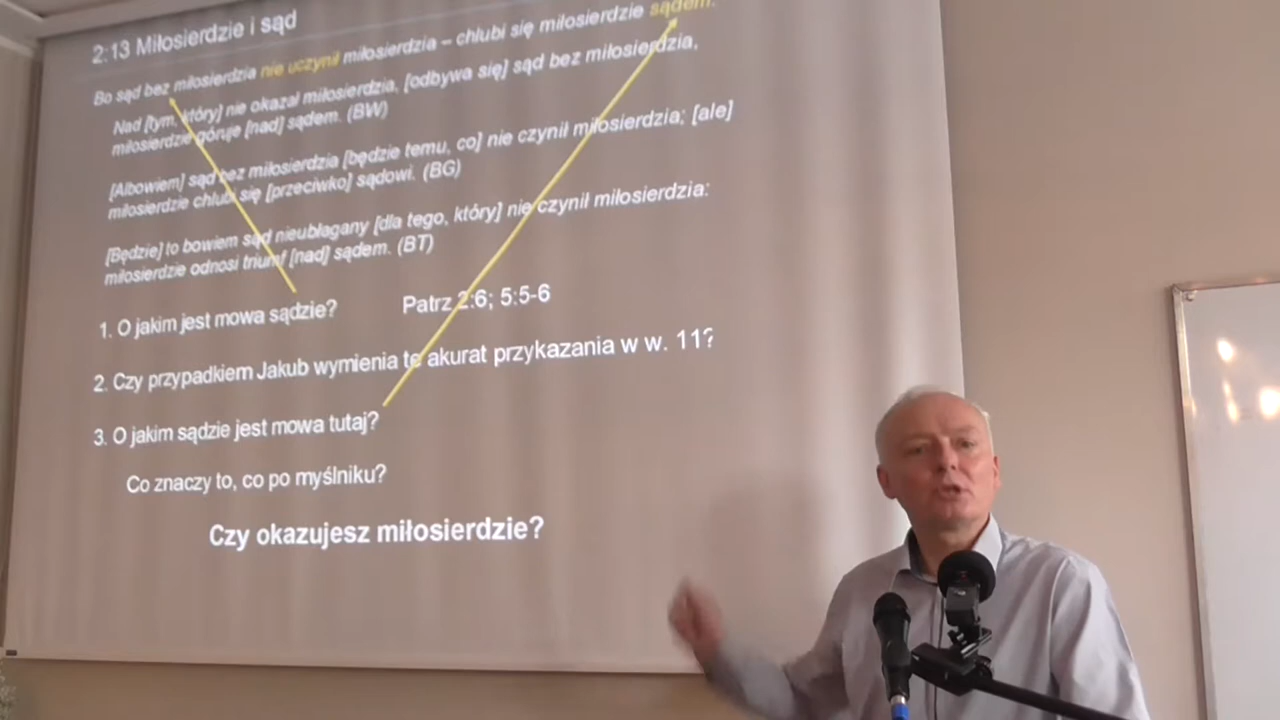 2:13 Miłosierdzie i sąd
Bo sąd bez miłosierdzia nie uczynił miłosierdzia – chlubi się miłosierdzie sądem.
Nad [tym, który] nie okazał miłosierdzia, [odbywa się] sąd bez miłosierdzia,
miłosierdzie góruje [nad] sądem. (BW)
[Albowiem] sąd bez miłosierdzia [będzie temu, co] nie czynił miłosierdzia; [ale]
miłosierdzie chlubi się [przeciwko] sądowi. (BG)
[Będzie] to bowiem sąd nieubłagany [dla tego, który] nie czynił miłosierdzia:
miłosierdzie odnosi triumf [nad] sądem. (BT)
1. O jakim jest mowa sądzie? Patrz 2:6; 5:5-6
2. Czy przypadkiem Jakub wymienia te akurat przykazania w w. 11?
3. O jakim sądzie jest mowa tutaj?
Co znaczy to, co po myślniku?
Czy okazujesz miłosierdzie?